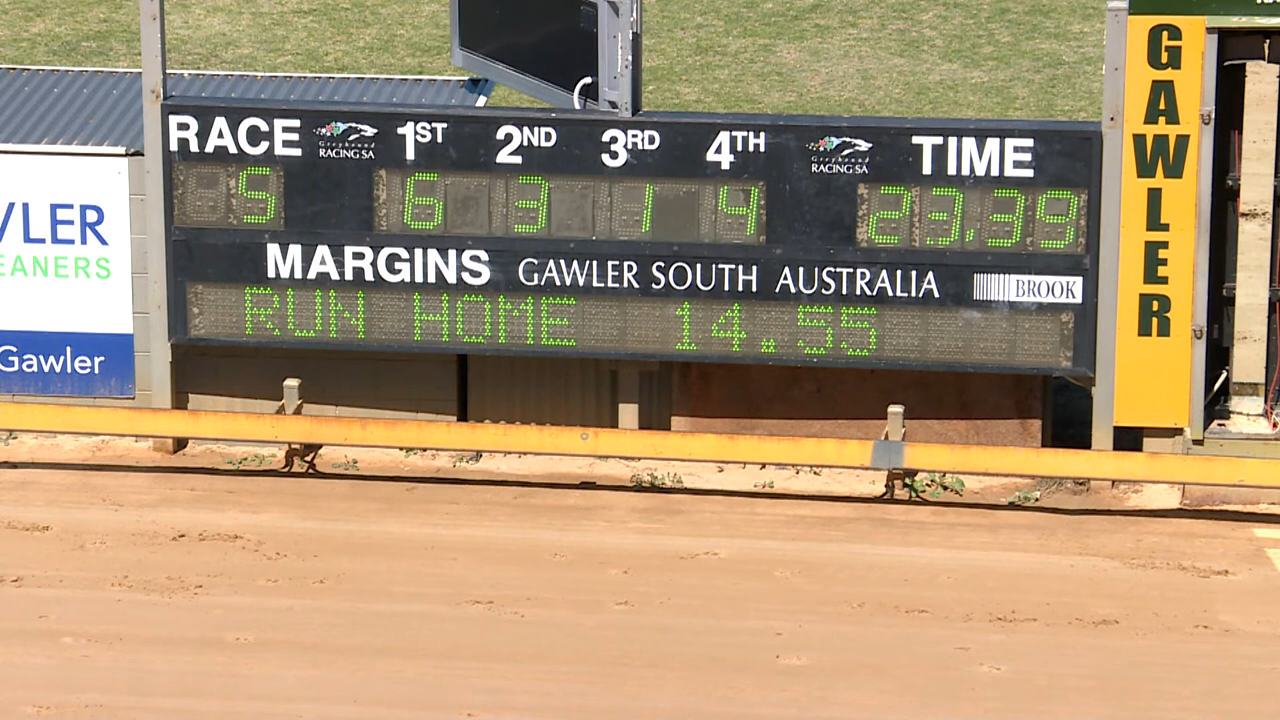 RACE
Greyhound
RACING SA
1ST 2ND 3RD 4TH
Greyhound
RACING SA
TIME
5 6 3 1 4 23.39
MARGINS GAWLER SOUTH AUSTRALIA BROOK
RUN HOME 14.55
GAWLER
WLER
EANERS
Gawler